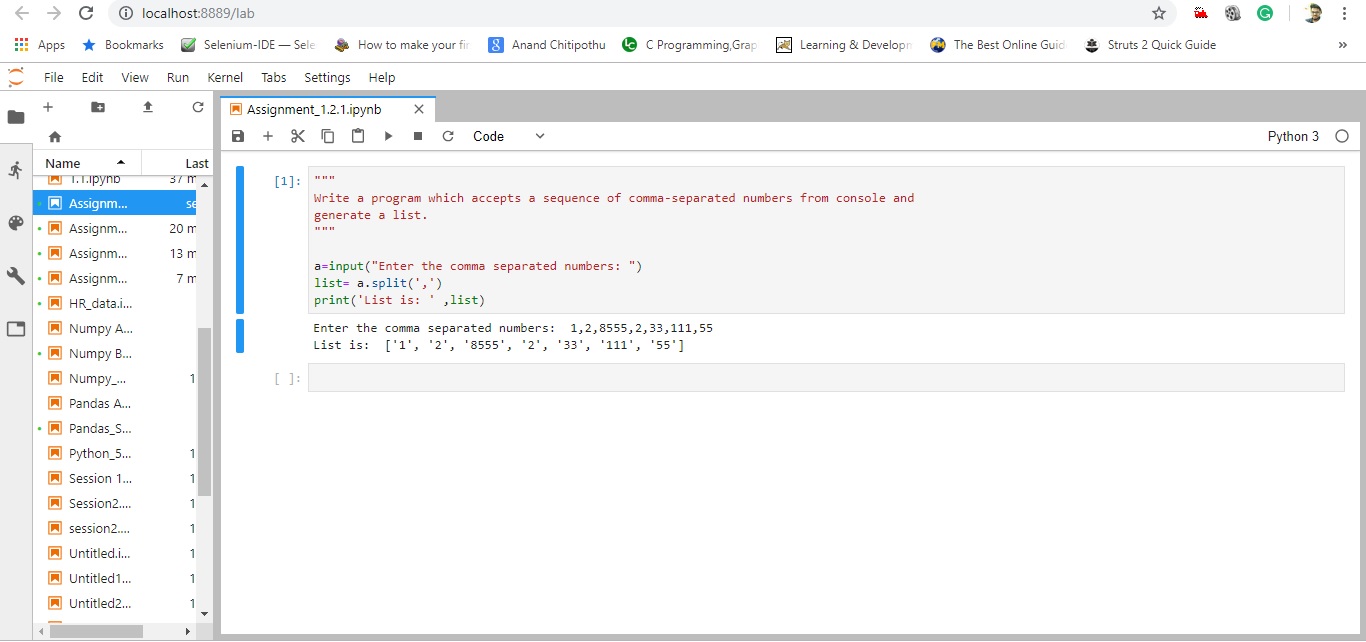 localhost:8889/lab
Apps Bookmarks Selenium-IDE — Sele How to make your fir Anand Chitipothu C Programming,Grap Learning & Developm The Best Online Guid Struts 2 Quick Guide »
File Edit View Run Kernel Tabs Settings Help
Assignment_1.2.1.ipynb
Code
Python 3
Name Last
1.1.ipynb 37 m
Assignm... se
Assignm... 20 m
Assignm... 13 m
Assignm... 7 m
HR_data.i...
Numpy A...
Numpy B...
Numpy_... 1
Pandas A...
Pandas_S...
Python_5... 1
Session 1... 1
Session2.... 1
session2.... 1
Untitled.i... 1
Untitled1... 1
Untitled2... 1
[1]: """
Write a program which accepts a sequence of comma-separated numbers from console and
generate a list.
"""
a=input("Enter the comma separated numbers: ")
list= a.split(',')
print('List is: ' ,list)
Enter the comma separated numbers:  1,2,8555,2,33,111,55
List is:  ['1', '2', '8555', '2', '33', '111', '55']
[ ]: